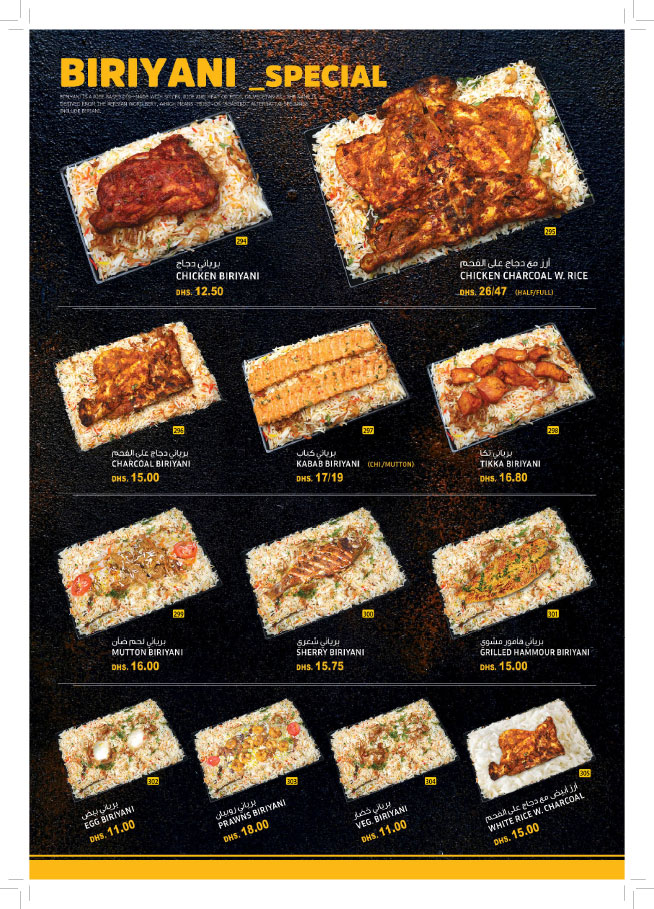 BIRIYANI _SPECIAL
294
برياني دجاج
CHICKEN BIRIYANI
DHS. 12.50
295
أرز مع دجاج على الفحم
CHICKEN CHARCOAL W. RICE
DHS. 26/47 (HALF/FULL)
296
برياني دجاج على الفحم
CHARCOAL BIRIYANI
DHS. 15.00
297
برياني كباب
KABAB BIRIYANI (CHI./MUTTON)
DHS. 17/19
298
برياني تكا
TIKKA BIRIYANI
DHS. 16.80
299
برياني لحم ضأن
MUTTON BIRIYANI
DHS. 16.00
300
برياني شعري
SHERRY BIRIYANI
DHS. 15.75
301
برياني هامور مشوي
GRILLED HAMMOUR BIRIYANI
DHS. 15.00
302
برياني بيض
EGG BIRIYANI
DHS. 11.00
303
برياني روبيان
PRAWNS BIRIYANI
DHS. 18.00
304
برياني خضار
VEG. BIRIYANI
DHS. 11.00
305
أرز أبيض مع دجاج على الفحم
WHITE RICE W. CHARCOAL
DHS. 15.00